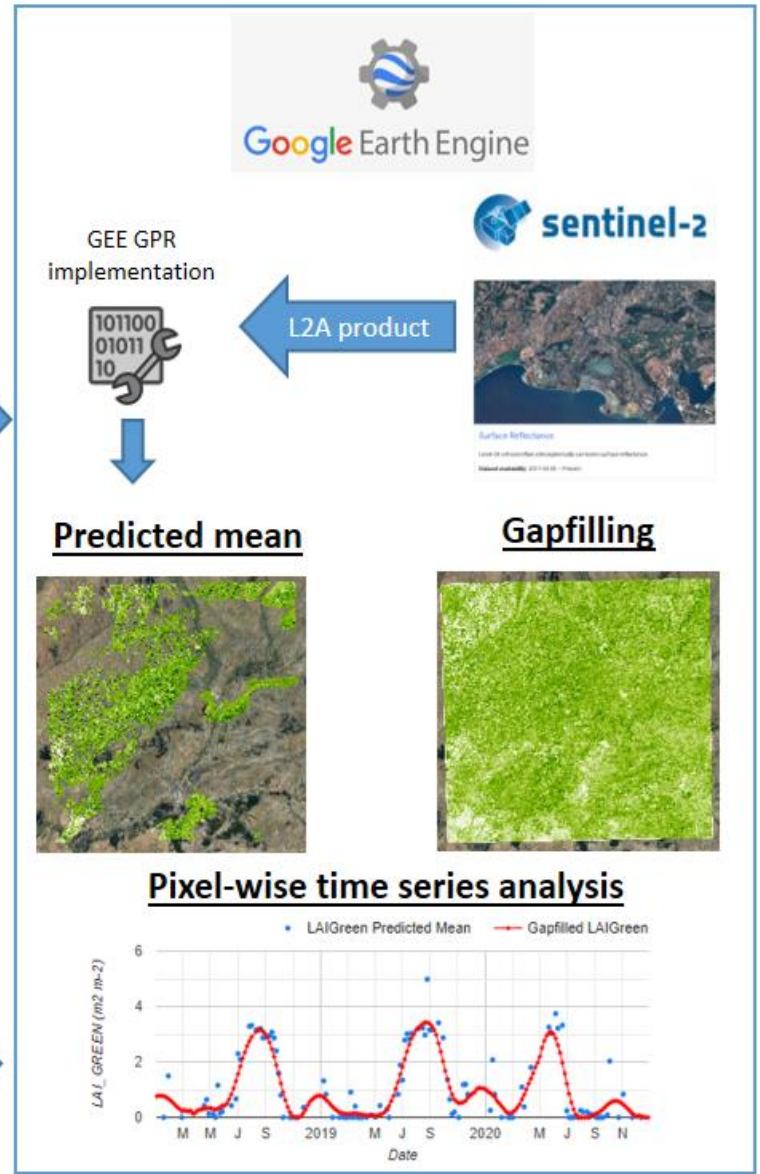 Google Earth Engine
sentinel-2
GEE GPR
implementation
101100
01011
10
L2A product
Surface Reflectance
Predicted mean
Gapfilling
Pixel-wise time series analysis
LAIGreen Predicted Mean
Gapfilled LAIGreen
LAI_GREEN (m2 m-2)
6
4
2
0
M M J S 2019 M J S 2020 M J S N
Date